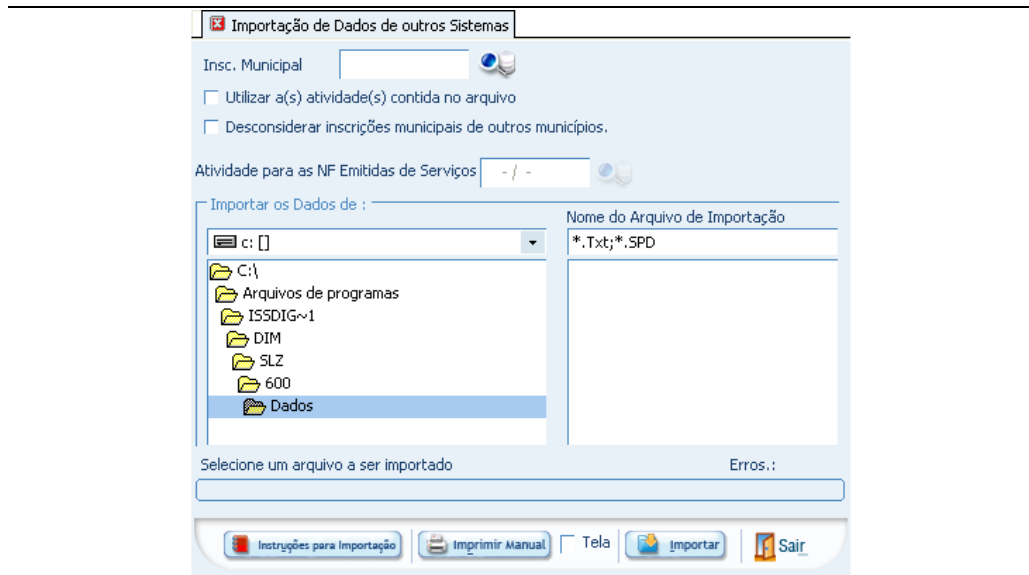 Importação de Dados de outros Sistemas
Insc. Municipal
Utilizar a(s) atividade(s) contida no arquivo
Desconsiderar inscrições municipais de outros municípios.
Atividade para as NF Emitidas de Serviços - / -
Importar os Dados de :
Nome do Arquivo de Importação
c: []
*.Txt;*.SPD
C:\
Arquivos de programas
ISSDIG~1
DIM
SLZ
600
Dados
Selecione um arquivo a ser importado
Erros.:
Instruções para Importação
Imprimir Manual
Tela
Importar
Sair